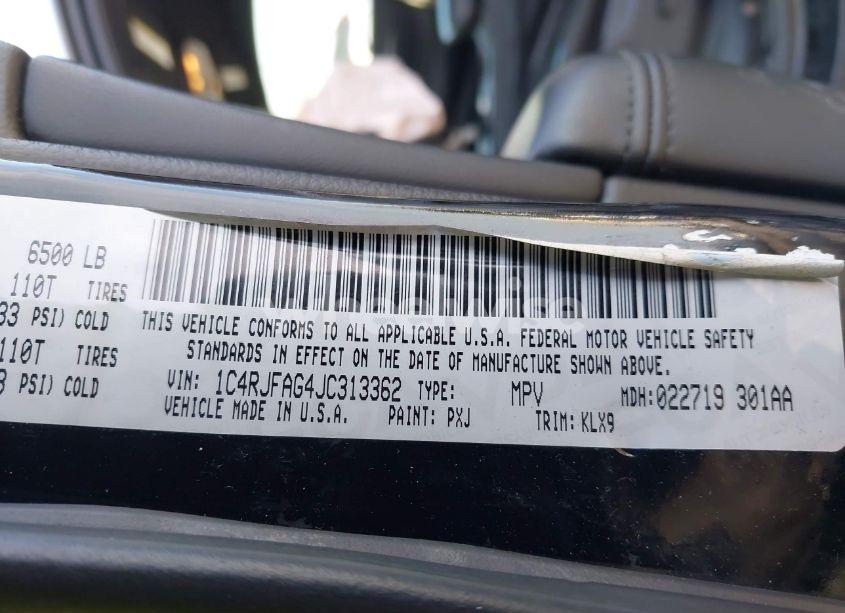 6500 LB
110T TIRES
33 PSI) COLD
110T TIRES
3 PSI) COLD
THIS VEHICLE CONFORMS TO ALL APPLICABLE U.S.A. FEDERAL MOTOR VEHICLE SAFETY
STANDARDS IN EFFECT ON THE DATE OF MANUFACTURE SHOWN ABOVE.
VIN: 1C4RJFAG4JC313362 TYPE: MPV MDH:022719 301AA
VEHICLE MADE IN U.S.A. PAINT: PXJ TRIM: KLX9